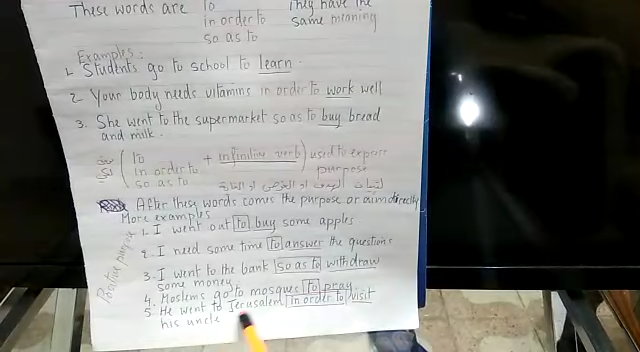 These words are to They have the
in order to same meaning
so as to
Examples:
1. Students go to school to learn.
2. Your body needs vitamins in order to work well
3. She went to the supermarket so as to buy bread
and milk.
( to
in order to + infinitive verb) used to express
so as to purpose
After these words comes the purpose or aim directly
More examples
Positive purpose
1. I went out to buy some apples
2. I need some time to answer the questions
3. I went to the bank so as to withdraw
some money.
4. Moslems go to mosques to pray
5. He went to Jerusalem in order to visit
his uncle